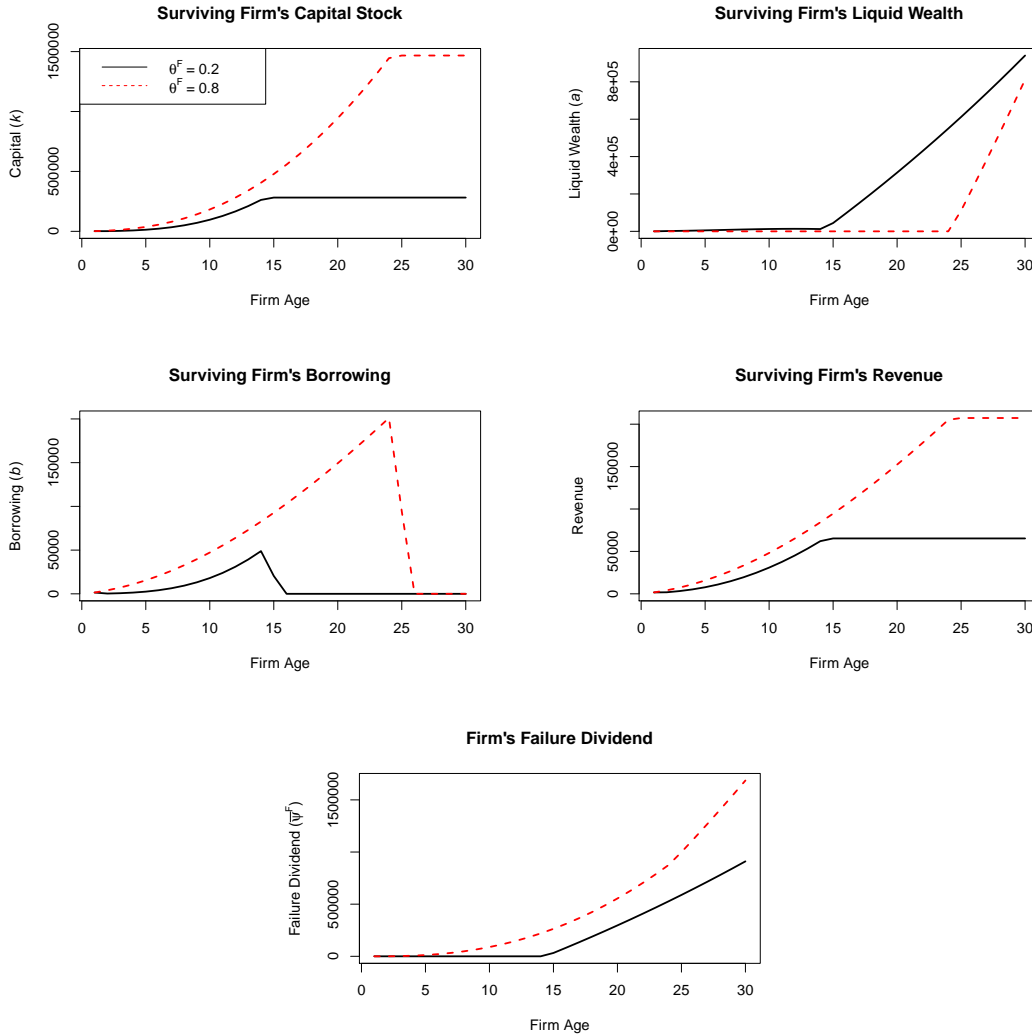 Surviving Firm's Capital Stock
Capital (k)
1500000
500000
0
θF = 0.2
θF = 0.8
0 5 10 15 20 25 30
Firm Age
Surviving Firm's Liquid Wealth
Liquid Wealth (a)
8e+05
4e+05
0e+00
0 5 10 15 20 25 30
Firm Age
Surviving Firm's Borrowing
Borrowing (b)
150000
50000
0
0 5 10 15 20 25 30
Firm Age
Surviving Firm's Revenue
Revenue
150000
50000
0
0 5 10 15 20 25 30
Firm Age
Firm's Failure Dividend
Failure Dividend (ψ̅F)
1500000
500000
0
0 5 10 15 20 25 30
Firm Age